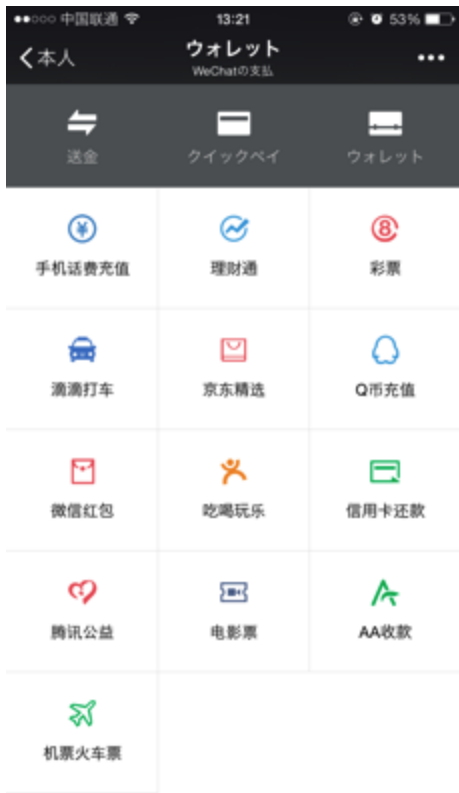 中国联通 13:21 53%
本人 ウォレット
WeChatの支払
送金 クイックペイ ウォレット
手机话费充值 理财通 彩票
滴滴打车 京东精选 Q币充值
微信红包 吃喝玩乐 信用卡还款
腾讯公益 电影票 AA收款
机票火车票